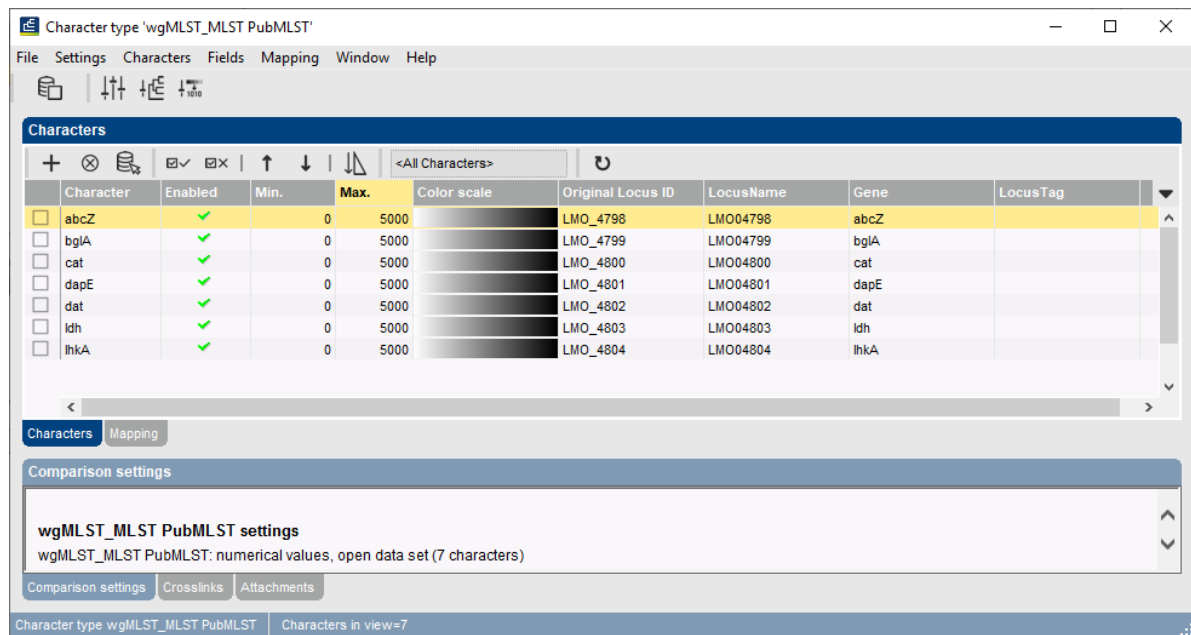 Character type 'wgMLST_MLST PubMLST'
File Settings Characters Fields Mapping Window Help
1010
Characters
<All Characters>
Character Enabled Min. Max. Color scale Original Locus ID LocusName Gene LocusTag
abcZ 0 5000 LMO_4798 LMO04798 abcZ
bglA 0 5000 LMO_4799 LMO04799 bglA
cat 0 5000 LMO_4800 LMO04800 cat
dapE 0 5000 LMO_4801 LMO04801 dapE
dat 0 5000 LMO_4802 LMO04802 dat
ldh 0 5000 LMO_4803 LMO04803 ldh
lhkA 0 5000 LMO_4804 LMO04804 lhkA
Characters Mapping
Comparison settings
wgMLST_MLST PubMLST settings
wgMLST_MLST PubMLST: numerical values, open data set (7 characters)
Comparison settings Crosslinks Attachments
Character type wgMLST_MLST PubMLST Characters in view=7